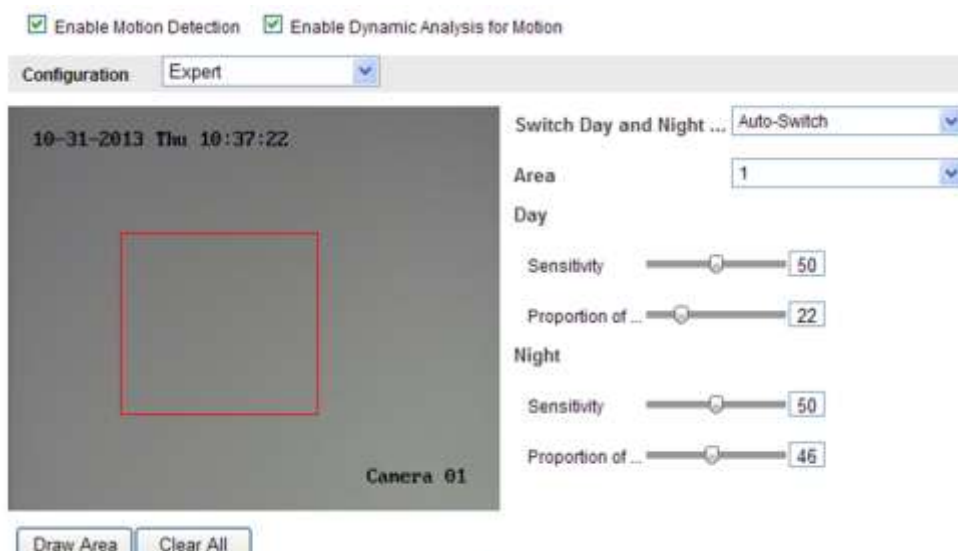 Enable Motion Detection Enable Dynamic Analysis for Motion
Configuration Expert
10-31-2013 Thu 10:37:22
Camera 01
Switch Day and Night ... Auto-Switch
Area 1
Day
Sensitivity 50
Proportion of ... 22
Night
Sensitivity 50
Proportion of ... 46
Draw Area Clear All